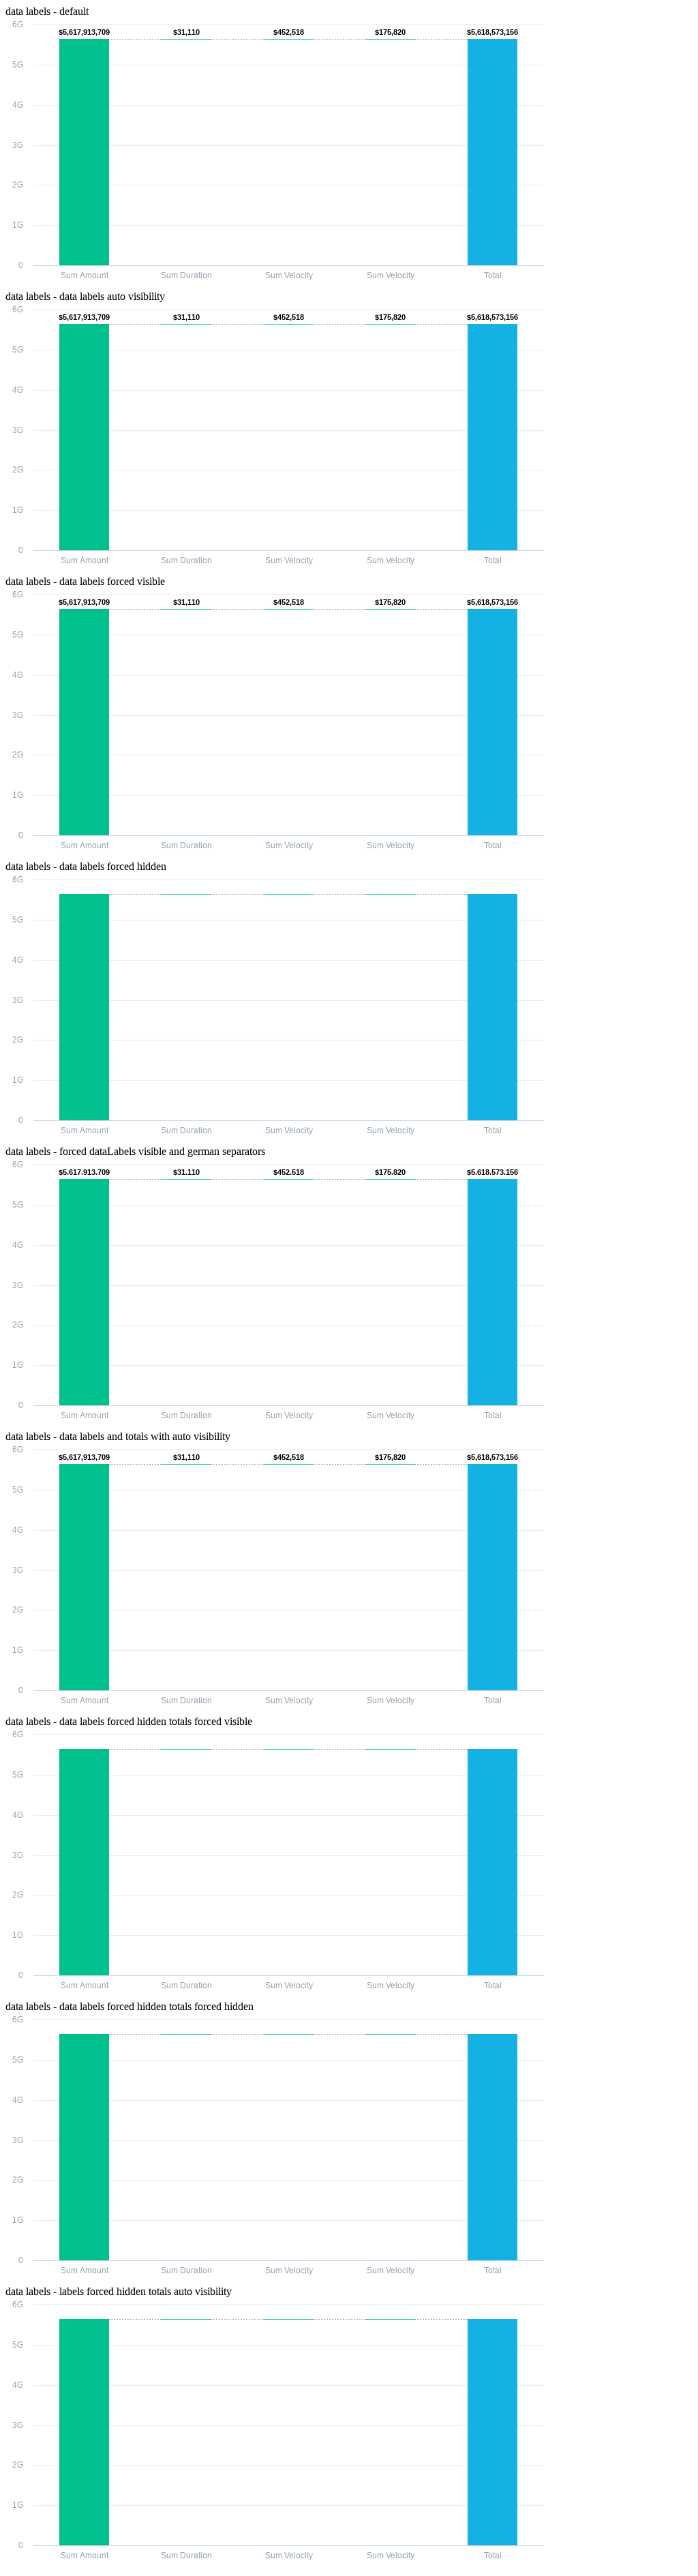 data labels - default
6G
$5,617,913,709 $31,110 $452,518 $175,820 $5,618,573,156
5G
4G
3G
2G
1G
0
Sum Amount Sum Duration Sum Velocity Sum Velocity Total
data labels - data labels auto visibility
6G
$5,617,913,709 $31,110 $452,518 $175,820 $5,618,573,156
5G
4G
3G
2G
1G
0
Sum Amount Sum Duration Sum Velocity Sum Velocity Total
data labels - data labels forced visible
6G
$5,617,913,709 $31,110 $452,518 $175,820 $5,618,573,156
5G
4G
3G
2G
1G
0
Sum Amount Sum Duration Sum Velocity Sum Velocity Total
data labels - data labels forced hidden
6G
5G
4G
3G
2G
1G
0
Sum Amount Sum Duration Sum Velocity Sum Velocity Total
data labels - forced dataLabels visible and german separators
6G
$5.617.913.709 $31.110 $452.518 $175.820 $5.618.573.156
5G
4G
3G
2G
1G
0
Sum Amount Sum Duration Sum Velocity Sum Velocity Total
data labels - data labels and totals with auto visibility
6G
$5,617,913,709 $31,110 $452,518 $175,820 $5,618,573,156
5G
4G
3G
2G
1G
0
Sum Amount Sum Duration Sum Velocity Sum Velocity Total
data labels - data labels forced hidden totals forced visible
6G
5G
4G
3G
2G
1G
0
Sum Amount Sum Duration Sum Velocity Sum Velocity Total
data labels - data labels forced hidden totals forced hidden
6G
5G
4G
3G
2G
1G
0
Sum Amount Sum Duration Sum Velocity Sum Velocity Total
data labels - labels forced hidden totals auto visibility
6G
5G
4G
3G
2G
1G
0
Sum Amount Sum Duration Sum Velocity Sum Velocity Total